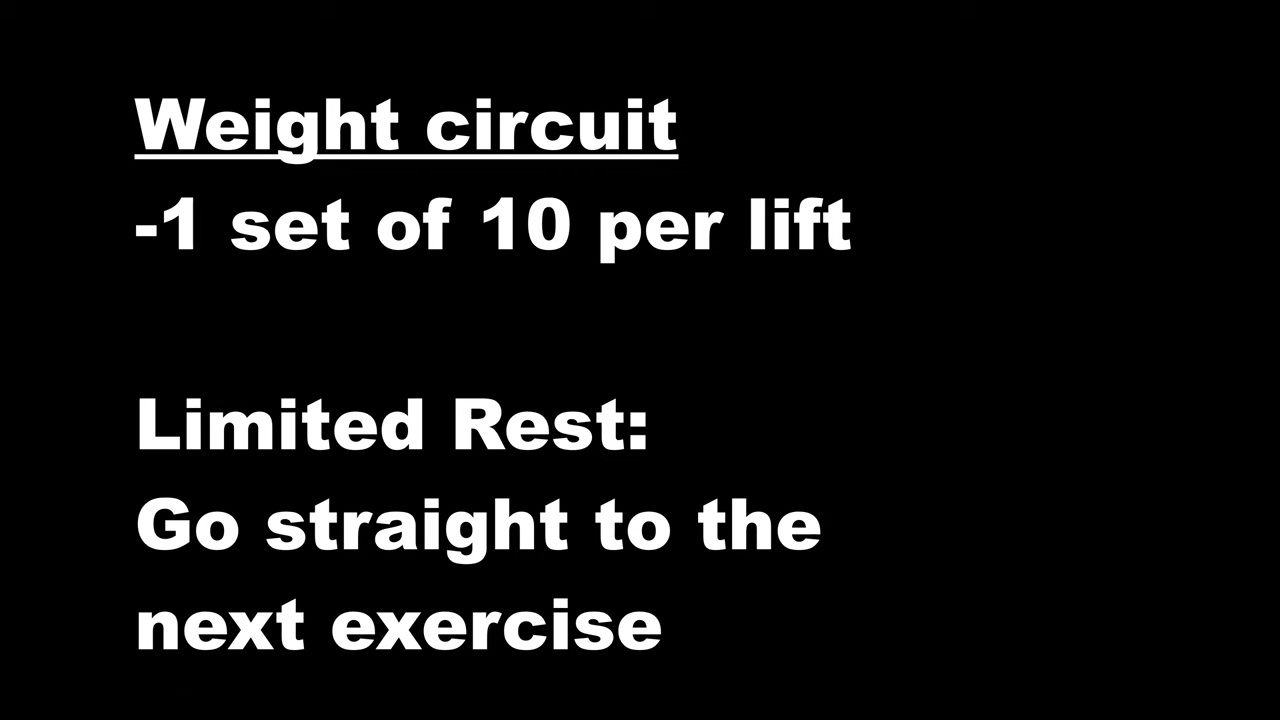 Weight circuit
-1 set of 10 per lift
Limited Rest:
Go straight to the
next exercise